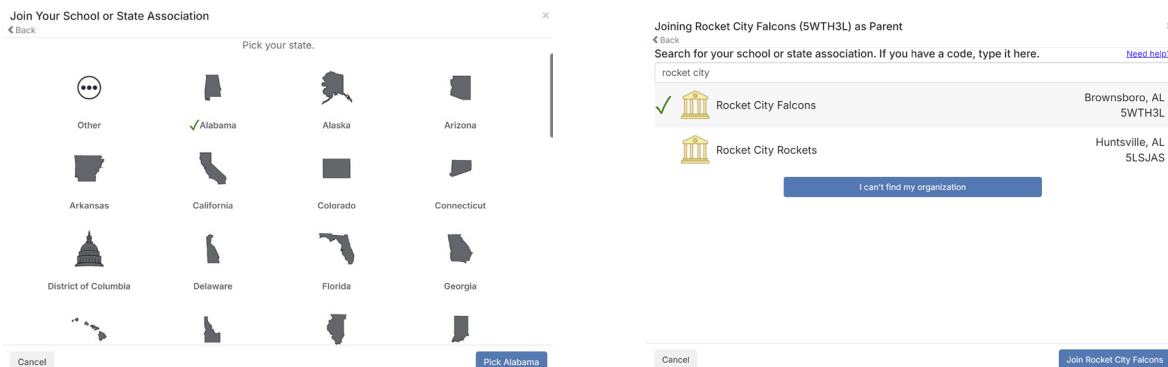 Join Your School or State Association
×
Back
Pick your state.
Other
Alabama
Alaska
Arizona
Arkansas
California
Colorado
Connecticut
District of Columbia
Delaware
Florida
Georgia
Cancel
Pick Alabama
Joining Rocket City Falcons (5WTH3L) as Parent
Back
Search for your school or state association. If you have a code, type it here.
Need help?
rocket city
Rocket City Falcons
Brownsboro, AL
5WTH3L
Rocket City Rockets
Huntsville, AL
5LSJAS
I can't find my organization
Cancel
Join Rocket City Falcons